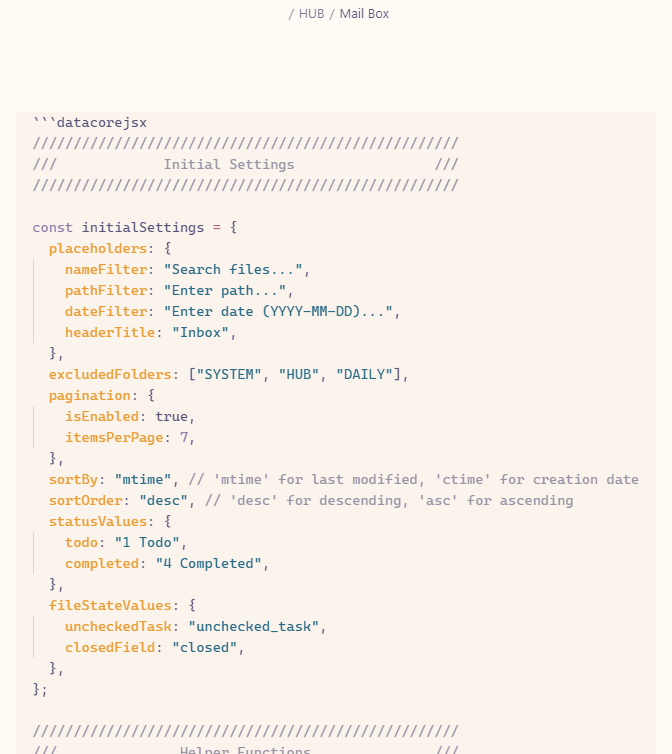 / HUB / Mail Box
```datacorejsx
////////////////////////////////////////////////////
///             Initial Settings                 ///
////////////////////////////////////////////////////
const initialSettings = {
  placeholders: {
    nameFilter: "Search files...",
    pathFilter: "Enter path...",
    dateFilter: "Enter date (YYYY-MM-DD)...",
    headerTitle: "Inbox",
  },
  excludedFolders: ["SYSTEM", "HUB", "DAILY"],
  pagination: {
    isEnabled: true,
    itemsPerPage: 7,
  },
  sortBy: "mtime", // 'mtime' for last modified, 'ctime' for creation date
  sortOrder: "desc", // 'desc' for descending, 'asc' for ascending
  statusValues: {
    todo: "1 Todo",
    completed: "4 Completed",
  },
  fileStateValues: {
    uncheckedTask: "unchecked_task",
    closedField: "closed",
  },
};
////////////////////////////////////////////////////
///               Helper Functions               ///